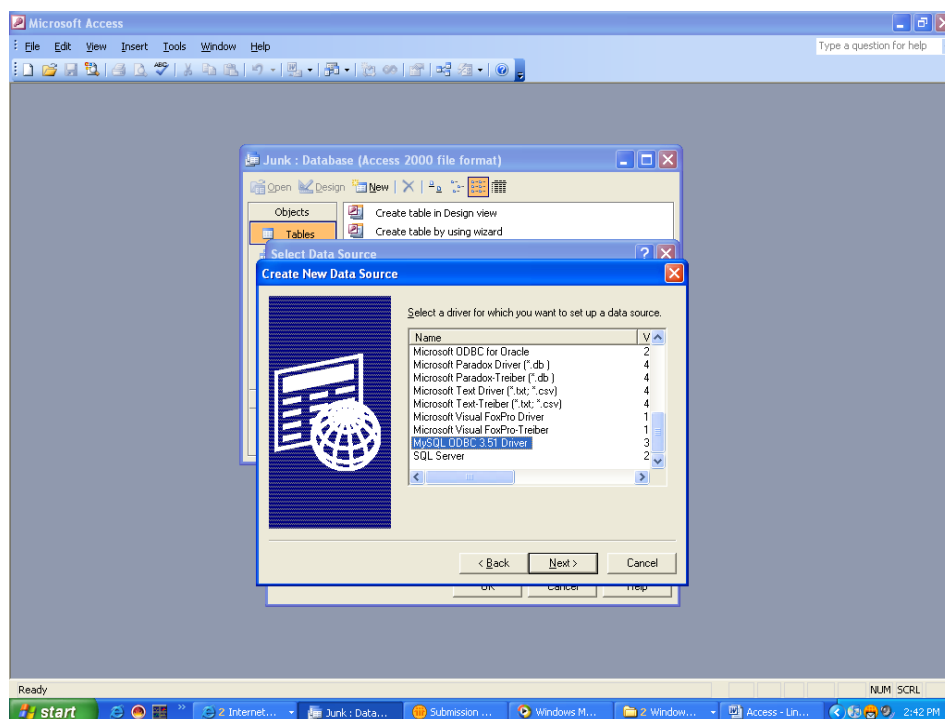 Microsoft Access
File Edit View Insert Tools Window Help
Type a question for help
Junk : Database (Access 2000 file format)
Open Design New
Objects
Create table in Design view
Tables
Create table by using wizard
Select Data Source
Create New Data Source
Select a driver for which you want to set up a data source.
Name V
Microsoft ODBC for Oracle 2
Microsoft Paradox Driver (*.db ) 4
Microsoft Paradox-Treiber (*.db ) 4
Microsoft Text Driver (*.txt; *.csv) 4
Microsoft Text-Treiber (*.txt; *.csv) 4
Microsoft Visual FoxPro Driver 1
Microsoft Visual FoxPro-Treiber 1
MySQL ODBC 3.51 Driver 3
SQL Server 2
< Back Next > Cancel
OK Cancel Help
Ready NUM SCRL
start 2 Internet... Junk : Data... Submission ... Windows M... 2 Window... Access - Lin... 2:42 PM